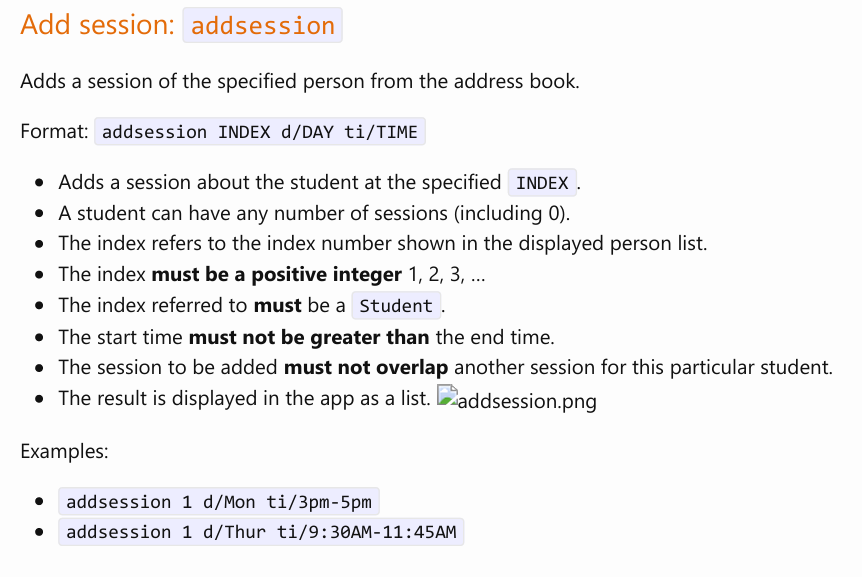 Add session: addsession
Adds a session of the specified person from the address book.
Format: addsession INDEX d/DAY ti/TIME
• Adds a session about the student at the specified INDEX.
• A student can have any number of sessions (including 0).
• The index refers to the index number shown in the displayed person list.
• The index must be a positive integer 1, 2, 3, …
• The index referred to must be a Student.
• The start time must not be greater than the end time.
• The session to be added must not overlap another session for this particular student.
• The result is displayed in the app as a list. addsession.png
Examples:
• addsession 1 d/Mon ti/3pm-5pm
• addsession 1 d/Thur ti/9:30AM-11:45AM